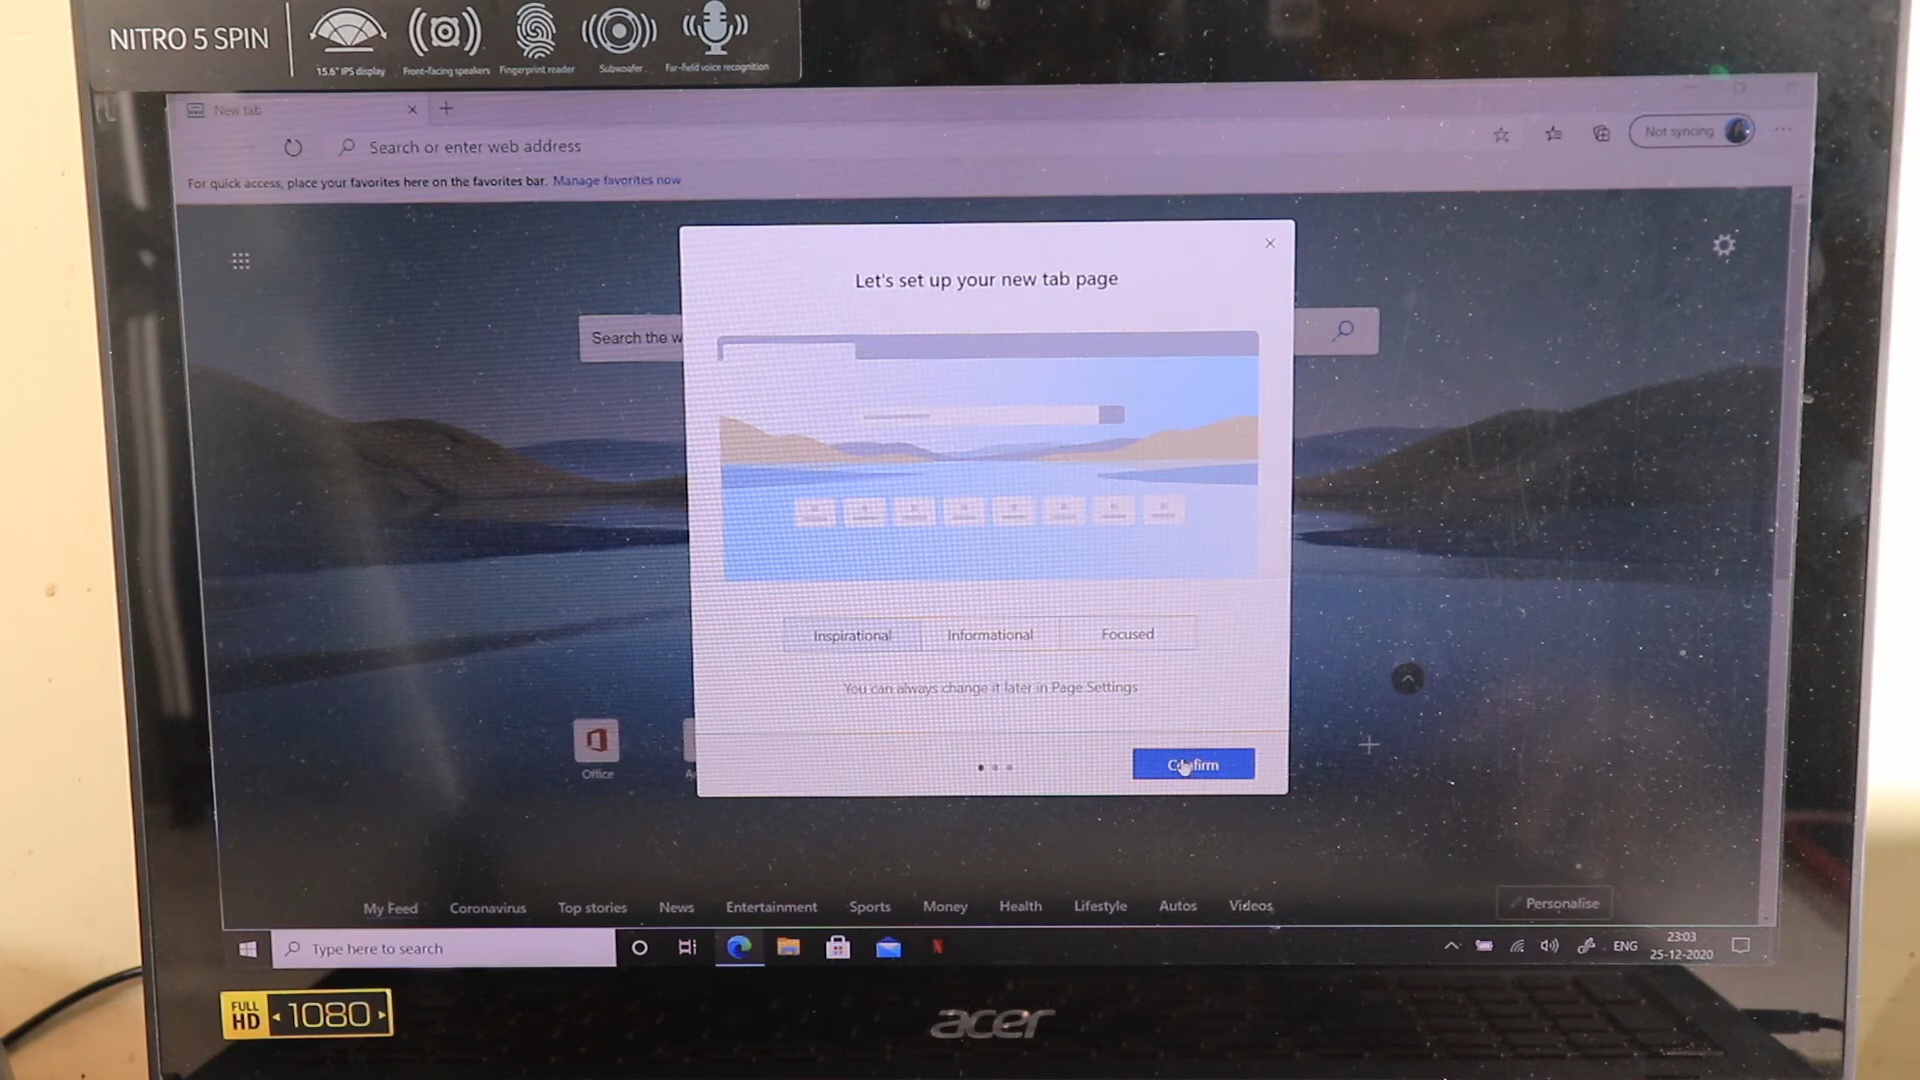 NITRO 5 SPIN
15.6" IPS display
Front-facing speakers
Fingerprint reader
Subwoofer
Far-field voice recognition
New tab
Search or enter web address
Not syncing
For quick access, place your favorites here on the favorites bar. Manage favorites now
Let's set up your new tab page
Search the w
Inspirational
Informational
Focused
You can always change it later in Page Settings
Confirm
Office
My Feed
Coronavirus
Top stories
News
Entertainment
Sports
Money
Health
Lifestyle
Autos
Videos
Personalise
Type here to search
ENG
23:03
25-12-2020
FULL HD 1080
acer